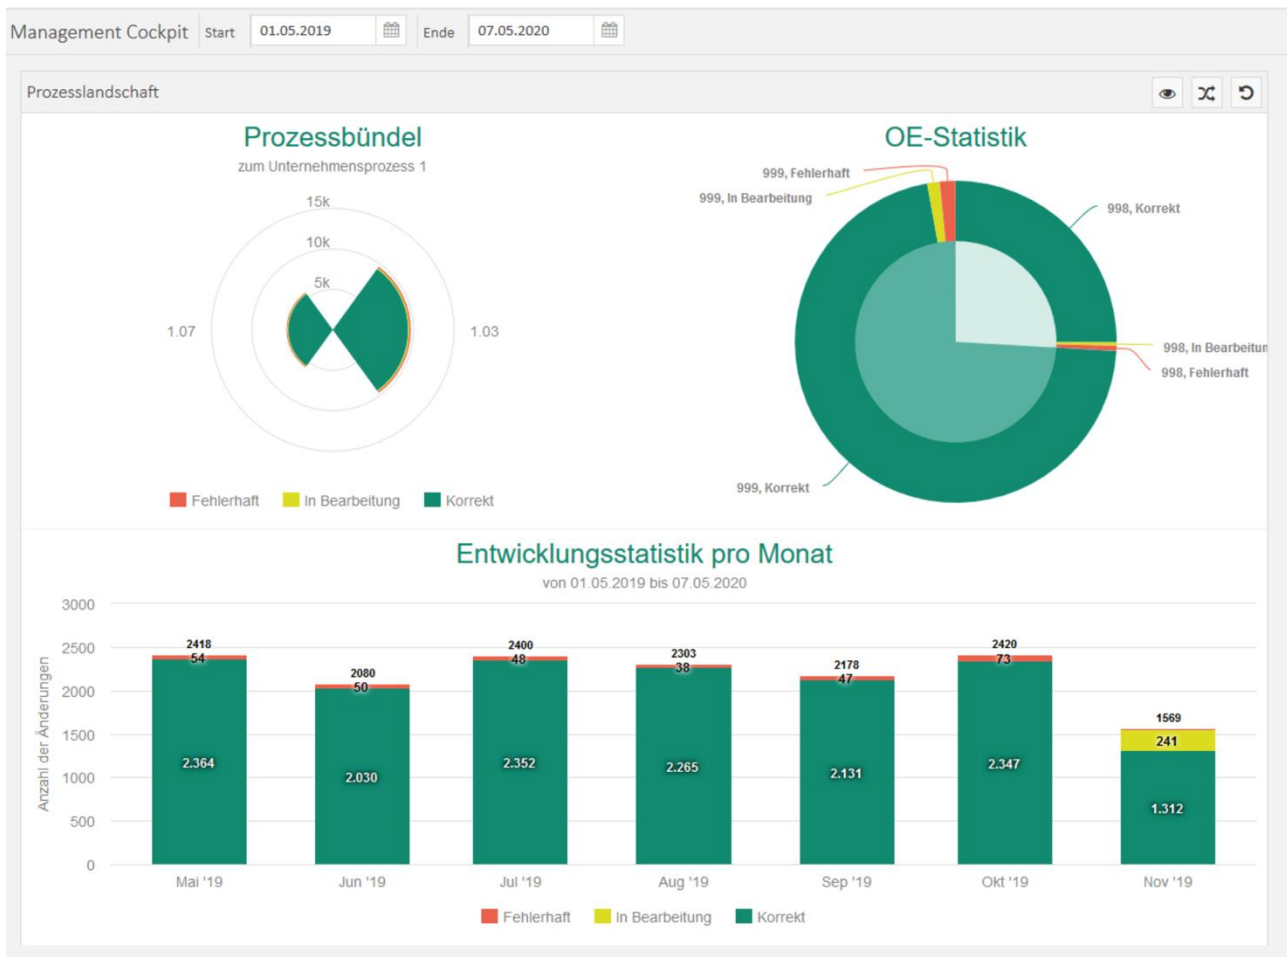 Management Cockpit Start 01.05.2019 Ende 07.05.2020
Prozesslandschaft
Prozessbündel
zum Unternehmensprozess 1
15k
10k
5k
1.07
1.03
Fehlerhaft In Bearbeitung Korrekt
OE-Statistik
999, Fehlerhaft
999, In Bearbeitung
998, Korrekt
998, In Bearbeitun
998, Fehlerhaft
999, Korrekt
Entwicklungsstatistik pro Monat
von 01.05.2019 bis 07.05.2020
Anzahl der Änderungen
3000
2500
2000
1500
1000
500
0
2418
54
2.364
2080
50
2.030
2400
48
2.352
2303
38
2.265
2178
47
2.131
2420
73
2.347
1569
241
1.312
Mai '19 Jun '19 Jul '19 Aug '19 Sep '19 Okt '19 Nov '19
Fehlerhaft In Bearbeitung Korrekt